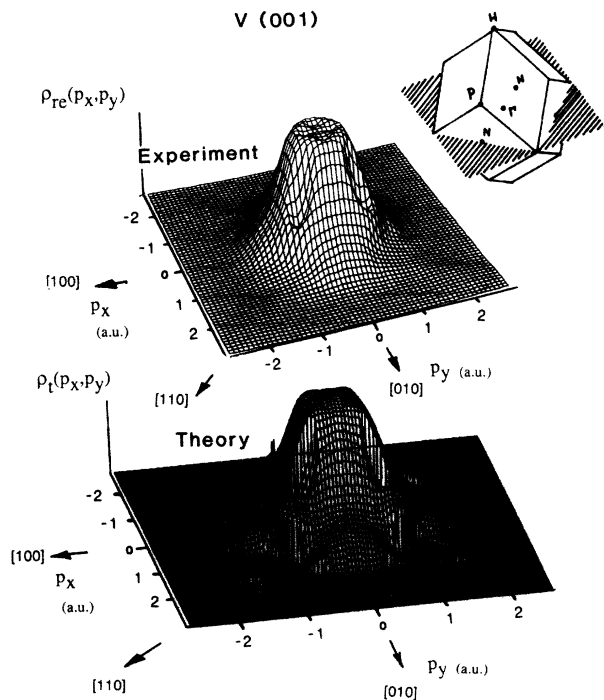 V (001)
H
N
P
Γ
N
ρre(px,py)
Experiment
-2
-1
0
1
2
[100]
px
(a.u.)
-2
-1
0
1
2
py (a.u.)
[110]
[010]
ρt(px,py)
Theory
-2
-1
0
1
2
[100]
px
(a.u.)
-2
-1
0
1
2
py (a.u.)
[110]
[010]